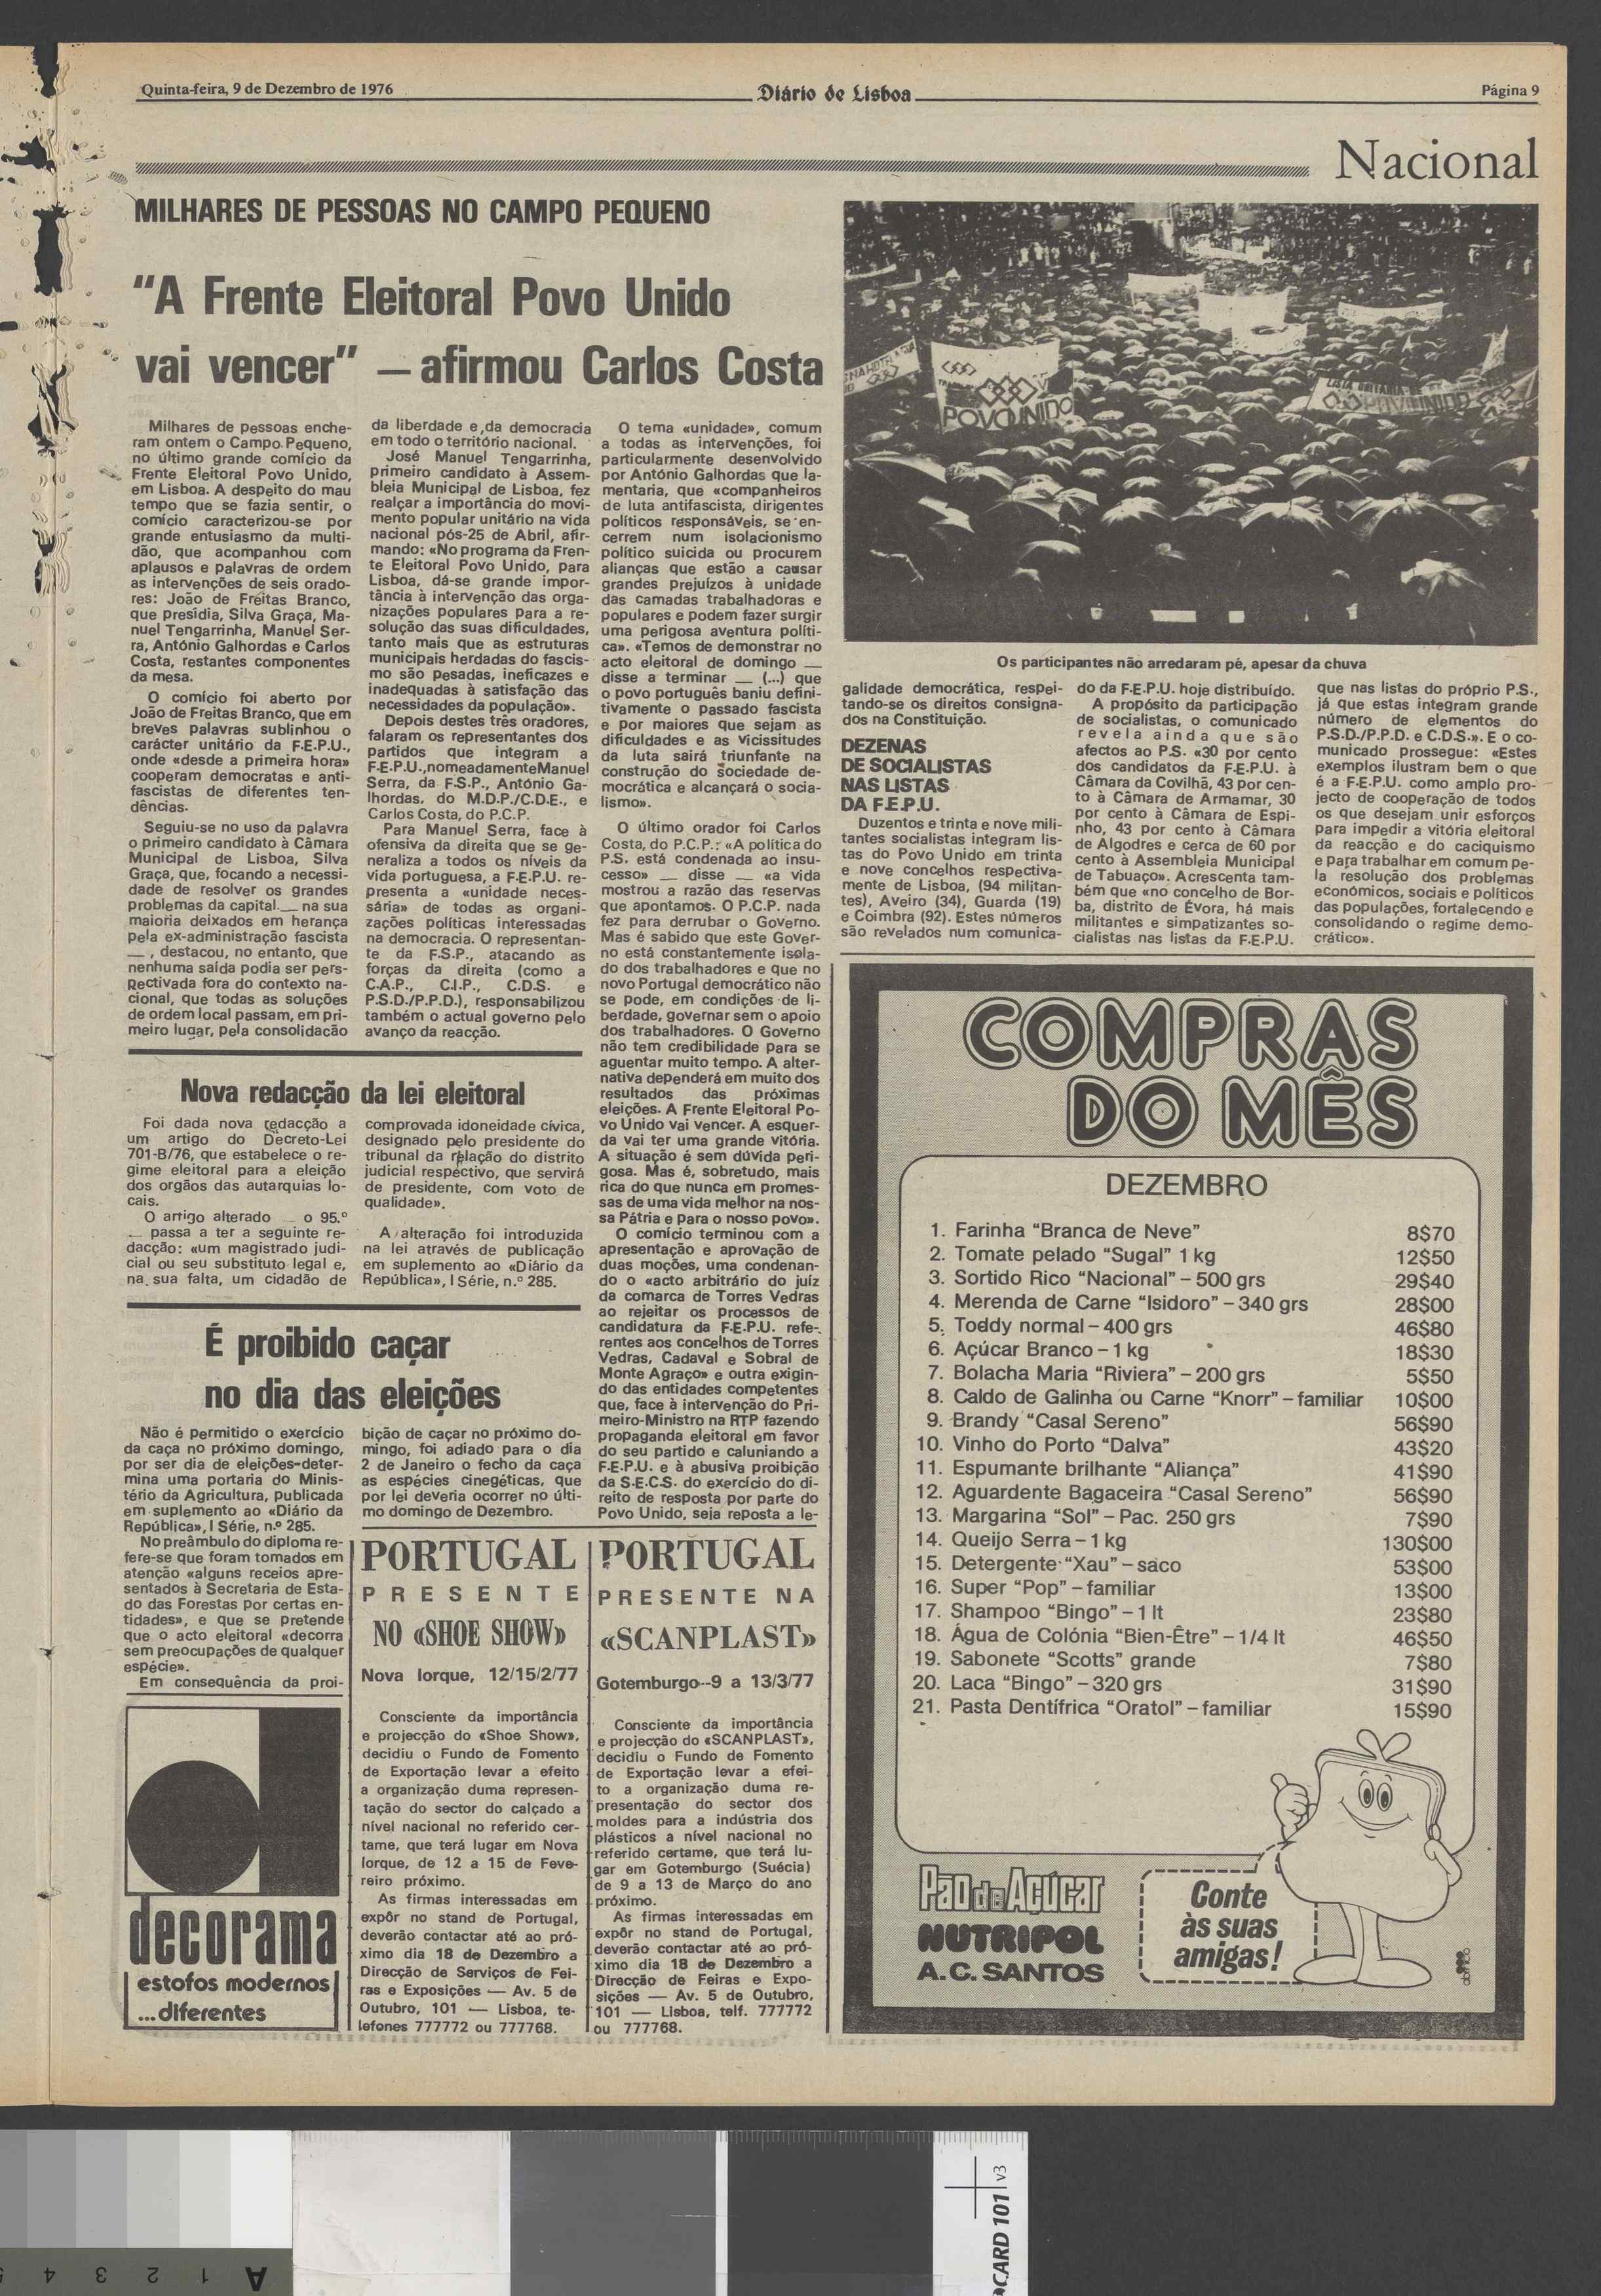 Quinta-feira, 9 de Dezembro de 1976
Diário de Lisboa
Página 9
Nacional
MILHARES DE PESSOAS NO CAMPO PEQUENO
"A Frente Eleitoral Povo Unido
vai vencer" — afirmou Carlos Costa
Milhares de pessoas enche-
ram ontem o Campo Pequeno,
no último grande comício da
Frente Eleitoral Povo Unido,
em Lisboa. A despeito do mau
tempo que se fazia sentir, o
comício caracterizou-se por
grande entusiasmo da multi-
dão, que acompanhou com
aplausos e palavras de ordem
as intervenções de seis orado-
res: João de Freitas Branco,
que presidia, Silva Graça, Ma-
nuel Tengarrinha, Manuel Ser-
ra, António Galhordas e Carlos
Costa, restantes componentes
da mesa.
O comício foi aberto por
João de Freitas Branco, que em
breves palavras sublinhou o
carácter unitário da F.E.P.U.,
onde «desde a primeira hora»
cooperam democratas e anti-
fascistas de diferentes ten-
dências.
Seguiu-se no uso da palavra
o primeiro candidato à Câmara
Municipal de Lisboa, Silva
Graça, que, focando a necessi-
dade de resolver os grandes
problemas da capital — na sua
maioria deixados em herança
pela ex-administração fascista
— , destacou, no entanto, que
nenhuma saída podia ser pers-
pectivada fora do contexto na-
cional, que todas as soluções
de ordem local passam, em pri-
meiro lugar, pela consolidação
da liberdade e da democracia
em todo o território nacional.
José Manuel Tengarrinha,
primeiro candidato à Assem-
bleia Municipal de Lisboa, fez
realçar a importância do movi-
mento popular unitário na vida
nacional pós-25 de Abril, afir-
mando: «No programa da Fren-
te Eleitoral Povo Unido, para
Lisboa, dá-se grande impor-
tância à intervenção das orga-
nizações populares para a re-
solução das suas dificuldades,
tanto mais que as estruturas
municipais herdadas do fascis-
mo são pesadas, ineficazes e
inadequadas à satisfação das
necessidades da população».
Depois destes três oradores,
falaram os representantes dos
partidos que integram a
F.E.P.U., nomeadamente Manuel
Serra, da F.S.P., António Ga-
lhordas, do M.D.P./C.D.E., e
Carlos Costa, do P.C.P.
Para Manuel Serra, face à
ofensiva da direita que se ge-
neraliza a todos os níveis da
vida portuguesa, a F.E.P.U. re-
presenta a «unidade neces-
sária» de todas as organi-
zações políticas interessadas
na democracia. O representan-
te da F.S.P., atacando as
forças da direita (como a
C.A.P., C.I.P., C.D.S. e
P.S.D./P.P.D.), responsabilizou
também o actual governo pelo
avanço da reacção.
O tema «unidade», comum
a todas as intervenções, foi
particularmente desenvolvido
por António Galhordas que la-
mentaria, que «companheiros
de luta antifascista, dirigentes
políticos responsáveis, se en-
cerrem num isolacionismo
político suicida ou procurem
alianças que estão a causar
grandes prejuízos à unidade
das camadas trabalhadoras e
populares e podem fazer surgir
uma perigosa aventura políti-
ca». «Temos de demonstrar no
acto eleitoral de domingo —
disse a terminar — (...) que
o povo português baniu defini-
tivamente o passado fascista
e por maiores que sejam as
dificuldades e as Vicissitudes
da luta sairá triunfante na
construção do sociedade de-
mocrática e alcançará o socia-
lismo».
O último orador foi Carlos
Costa, do P.C.P.: «A política do
P.S. está condenada ao insu-
cesso» — disse — «a vida
mostrou a razão das reservas
que apontamos. O P.C.P. nada
fez para derrubar o Governo.
Mas é sabido que este Gover-
no está constantemente isola-
do dos trabalhadores e que no
novo Portugal democrático não
se pode, em condições de li-
berdade, governar sem o apoio
dos trabalhadores. O Governo
não tem credibilidade para se
aguentar muito tempo. A alter-
nativa dependerá em muito dos
resultados das próximas
eleições. A Frente Eleitoral Po-
vo Unido vai vencer. A esquer-
da vai ter uma grande vitória.
A situação é sem dúvida peri-
gosa. Mas é, sobretudo, mais
rica do que nunca em promes-
sas de uma vida melhor na nos-
sa Pátria e para o nosso povo».
O comício terminou com a
apresentação e aprovação de
duas moções, uma condenan-
do o «acto arbitrário do juíz
da comarca de Torres Vedras
ao rejeitar os processos de
candidatura da F.E.P.U. refe-
rentes aos concelhos de Torres
Vedras, Cadaval e Sobral de
Monte Agraço» e outra exigin-
do das entidades competentes
que, face à intervenção do Pri-
meiro-Ministro na RTP fazendo
propaganda eleitoral em favor
do seu partido e caluniando a
F.E.P.U. e à abusiva proibição
da S.E.C.S. do exercício do di-
reito de resposta por parte do
Povo Unido, seja reposta a le-
POVO UNIDO
Os participantes não arredaram pé, apesar da chuva
galidade democrática, respei-
tando-se os direitos consigna-
dos na Constituição.
DEZENAS
DE SOCIALISTAS
NAS LISTAS
DA F.E.P.U.
Duzentos e trinta e nove mili-
tantes socialistas integram lis-
tas do Povo Unido em trinta
e nove concelhos respectiva-
mente de Lisboa, (94 militan-
tes), Aveiro (34), Guarda (19)
e Coimbra (92). Estes números
são revelados num comunica-
do da F.E.P.U. hoje distribuído.
A propósito da participação
de socialistas, o comunicado
revela ainda que são
afectos ao P.S. «30 por cento
dos candidatos da F.E.P.U. à
Câmara da Covilhã, 43 por cen-
to à Câmara de Armamar, 30
por cento à Câmara de Espi-
nho, 43 por cento à Câmara
de Algodres e cerca de 60 por
cento à Assembleia Municipal
de Tabuaço». Acrescenta tam-
bém que «no concelho de Bor-
ba, distrito de Évora, há mais
militantes e simpatizantes so-
cialistas nas listas da F.E.P.U.
que nas listas do próprio P.S.,
já que estas integram grande
número de elementos do
P.S.D./P.P.D. e C.D.S.». E o co-
municado prossegue: «Estes
exemplos ilustram bem o que
é a F.E.P.U. como amplo pro-
jecto de cooperação de todos
os que desejam unir esforços
para impedir a vitória eleitoral
da reacção e do caciquismo
e para trabalhar em comum pe-
la resolução dos problemas
económicos, sociais e políticos
das populações, fortalecendo e
consolidando o regime demo-
crático».
Nova redacção da lei eleitoral
Foi dada nova redacção a
um artigo do Decreto-Lei
701-B/76, que estabelece o re-
gime eleitoral para a eleição
dos orgãos das autarquias lo-
cais.
O artigo alterado — o 95.º
— passa a ter a seguinte re-
dacção: «um magistrado judi-
cial ou seu substituto legal e,
na sua falta, um cidadão de
comprovada idoneidade cívica,
designado pelo presidente do
tribunal da relação do distrito
judicial respectivo, que servirá
de presidente, com voto de
qualidade».
A alteração foi introduzida
na lei através de publicação
em suplemento ao «Diário da
República», I Série, n.º 285.
É proibido caçar
no dia das eleições
Não é permitido o exercício
da caça no próximo domingo,
por ser dia de eleições-deter-
mina uma portaria do Minis-
tério da Agricultura, publicada
em suplemento ao «Diário da
República», I Série, n.º 285.
No preâmbulo do diploma re-
fere-se que foram tomados em
atenção «alguns receios apre-
sentados à Secretaria de Esta-
do das Forestas por certas en-
tidades», e que se pretende
que o acto eleitoral «decorra
sem preocupações de qualquer
espécie».
Em consequência da proi-
bição de caçar no próximo do-
mingo, foi adiado para o dia
2 de Janeiro o fecho da caça
as espécies cinegéticas, que
por lei deveria ocorrer no últi-
mo domingo de Dezembro.
decorama
estofos modernos
...diferentes
PORTUGAL
PRESENTE
NO «SHOE SHOW»
Nova Iorque, 12/15/2/77
Consciente da importância
e projecção do «Shoe Show»,
decidiu o Fundo de Fomento
de Exportação levar a efeito
a organização duma represen-
tação do sector do calçado a
nível nacional no referido cer-
tame, que terá lugar em Nova
Iorque, de 12 a 15 de Feve-
reiro próximo.
As firmas interessadas em
expôr no stand de Portugal,
deverão contactar até ao pró-
ximo dia 18 de Dezembro a
Direcção de Serviços de Fei-
ras e Exposições — Av. 5 de
Outubro, 101 — Lisboa, te-
lefones 777772 ou 777768.
PORTUGAL
PRESENTE NA
«SCANPLAST»
Gotemburgo--9 a 13/3/77
Consciente da importância
e projecção do «SCANPLAST»,
decidiu o Fundo de Fomento
de Exportação levar a efei-
to a organização duma re-
presentação do sector dos
moldes para a indústria dos
plásticos a nível nacional no
referido certame, que terá lu-
gar em Gotemburgo (Suécia)
de 9 a 13 de Março do ano
próximo.
As firmas interessadas em
expôr no stand de Portugal,
deverão contactar até ao pró-
ximo dia 18 de Dezembro a
Direcção de Feiras e Expo-
sições — Av. 5 de Outubro,
101 — Lisboa, telf. 777772
ou 777768.
COMPRAS
DO MÊS
DEZEMBRO
1. Farinha "Branca de Neve" 8$70
2. Tomate pelado "Sugal" 1 kg 12$50
3. Sortido Rico "Nacional" – 500 grs 29$40
4. Merenda de Carne "Isidoro" – 340 grs 28$00
5. Toddy normal – 400 grs 46$80
6. Açúcar Branco – 1 kg 18$30
7. Bolacha Maria "Riviera" – 200 grs 5$50
8. Caldo de Galinha ou Carne "Knorr" – familiar 10$00
9. Brandy "Casal Sereno" 56$90
10. Vinho do Porto "Dalva" 43$20
11. Espumante brilhante "Aliança" 41$90
12. Aguardente Bagaceira "Casal Sereno" 56$90
13. Margarina "Sol" – Pac. 250 grs 7$90
14. Queijo Serra – 1 kg 130$00
15. Detergente "Xau" – saco 53$00
16. Super "Pop" – familiar 13$00
17. Shampoo "Bingo" – 1 lt 23$80
18. Água de Colónia "Bien-Être" – 1/4 lt 46$50
19. Sabonete "Scotts" grande 7$80
20. Laca "Bingo" – 320 grs 31$90
21. Pasta Dentífrica "Oratol" – familiar 15$90
Pão de Açúcar
NUTRIPOL
A.C. SANTOS
Conte
às suas
amigas!
CARD 101 v3
A 1 2 3 4